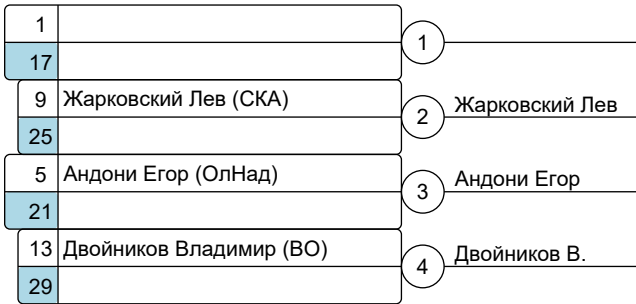 1
17
1
9 Жарковский Лев (СКА)
25
2 Жарковский Лев
5 Андони Егор (ОлНад)
21
3 Андони Егор
13 Двойников Владимир (ВО)
29
4 Двойников В.